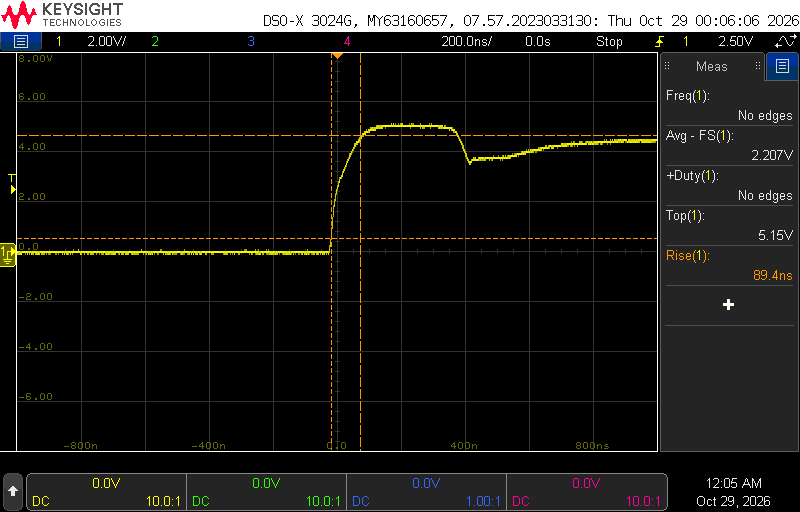 KEYSIGHT
TECHNOLOGIES
DSO-X 3024G, MY63160657, 07.57.2023033130: Thu Oct 29 00:06:06 2026
1 2.00V/ 2 3 4 200.0ns/ 0.0s Stop 1 2.50V
8.00V
6.00
4.00
2.00
0.0
-2.00
-4.00
-6.00
T
1
-800n -400n 0.0 400n 800ns
Meas
Freq(1):
No edges
Avg - FS(1):
2.207V
+Duty(1):
No edges
Top(1):
5.15V
Rise(1):
89.4ns
0.0V 0.0V 0.0V 0.0V
DC 10.0:1 DC 10.0:1 DC 1.00:1 DC 10.0:1
12:05 AM
Oct 29, 2026